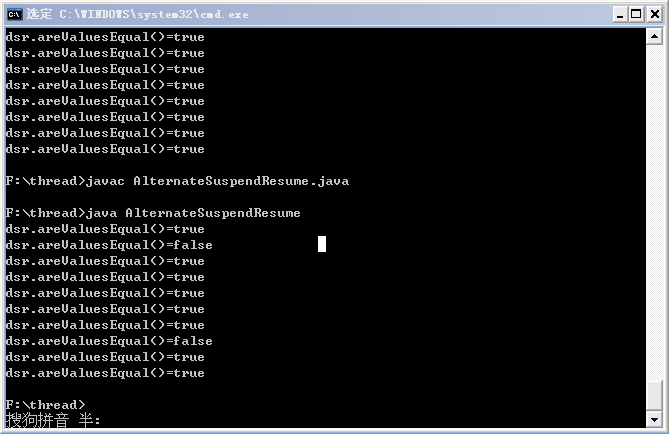 选定 C:\WINDOWS\system32\cmd.exe
dsr.areValuesEqual()=true
dsr.areValuesEqual()=true
dsr.areValuesEqual()=true
dsr.areValuesEqual()=true
dsr.areValuesEqual()=true
dsr.areValuesEqual()=true
dsr.areValuesEqual()=true
dsr.areValuesEqual()=true
F:\thread>javac AlternateSuspendResume.java
F:\thread>java AlternateSuspendResume
dsr.areValuesEqual()=true
dsr.areValuesEqual()=false
dsr.areValuesEqual()=true
dsr.areValuesEqual()=true
dsr.areValuesEqual()=true
dsr.areValuesEqual()=true
dsr.areValuesEqual()=true
dsr.areValuesEqual()=false
dsr.areValuesEqual()=true
dsr.areValuesEqual()=true
F:\thread>
搜狗拼音 半: